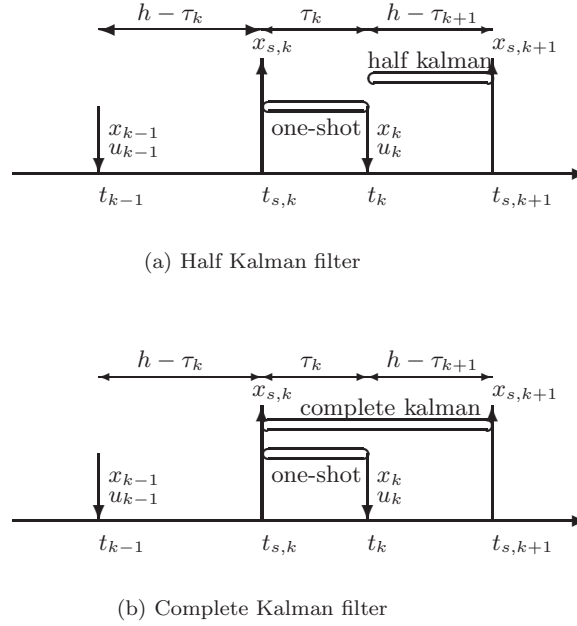 h − τ_k τ_k h − τ_{k+1}
x_{s,k} x_{s,k+1}
half kalman
one-shot
x_{k−1} x_k
u_{k−1} u_k
t_{k−1} t_{s,k} t_k t_{s,k+1}
(a) Half Kalman filter
h − τ_k τ_k h − τ_{k+1}
x_{s,k} x_{s,k+1}
complete kalman
one-shot
x_{k−1} x_k
u_{k−1} u_k
t_{k−1} t_{s,k} t_k t_{s,k+1}
(b) Complete Kalman filter